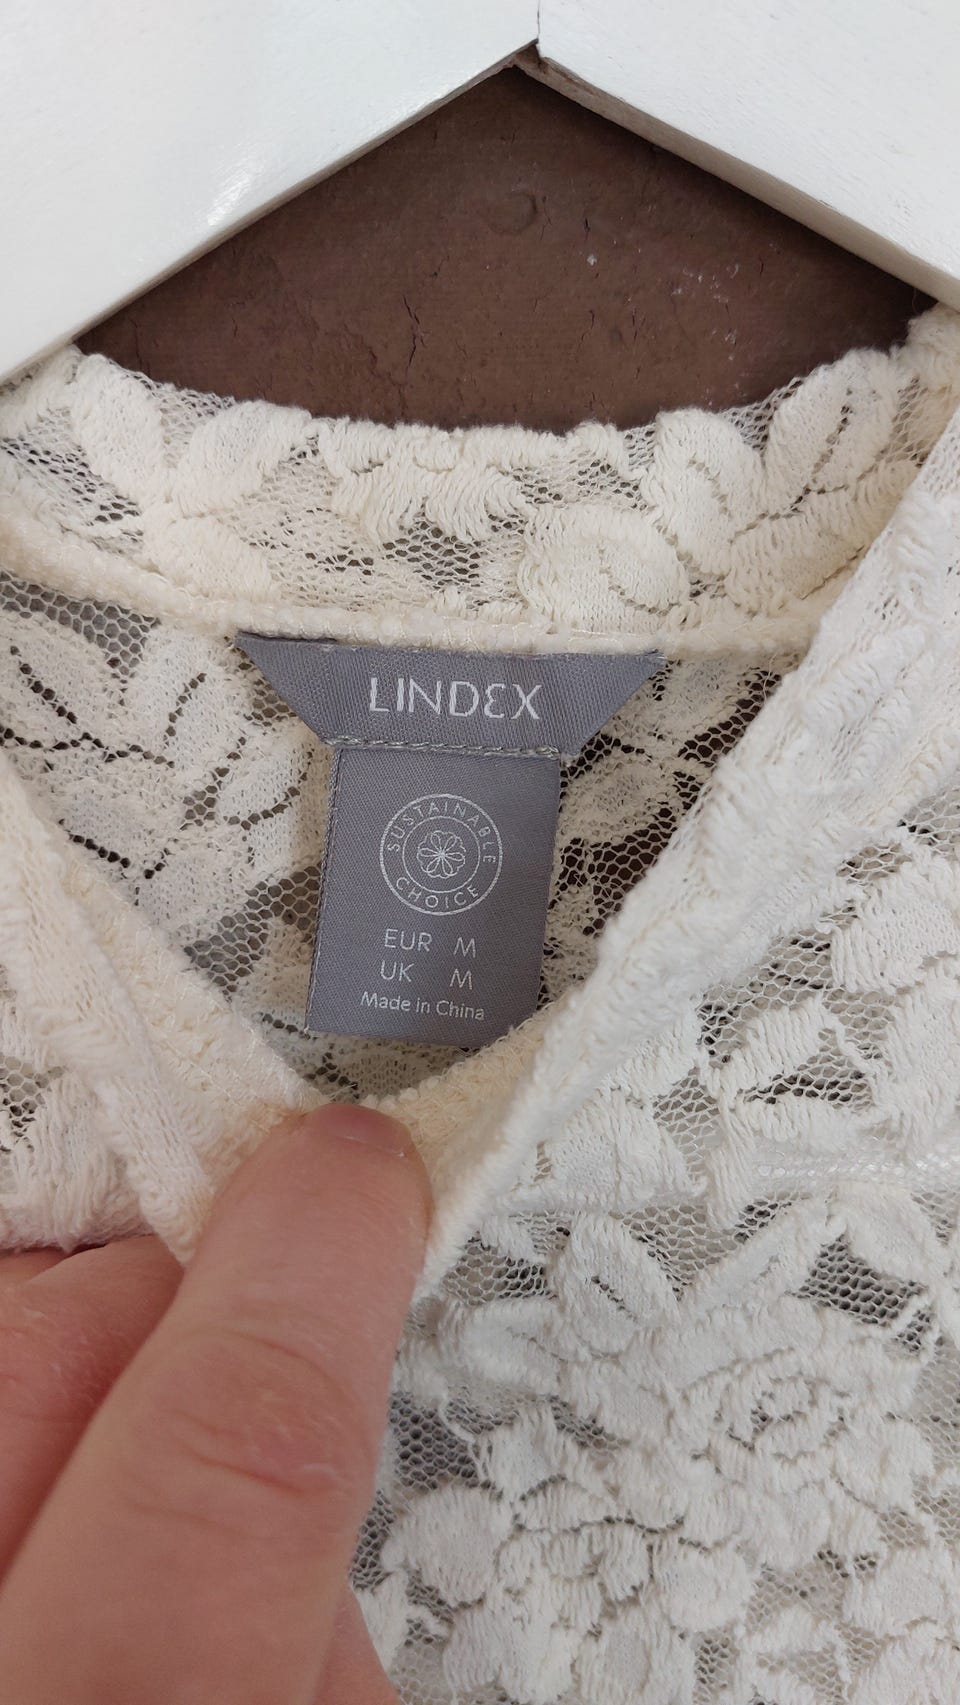 LINDEX
SUSTAINABLE
CHOICE
EUR M
UK M
Made in China